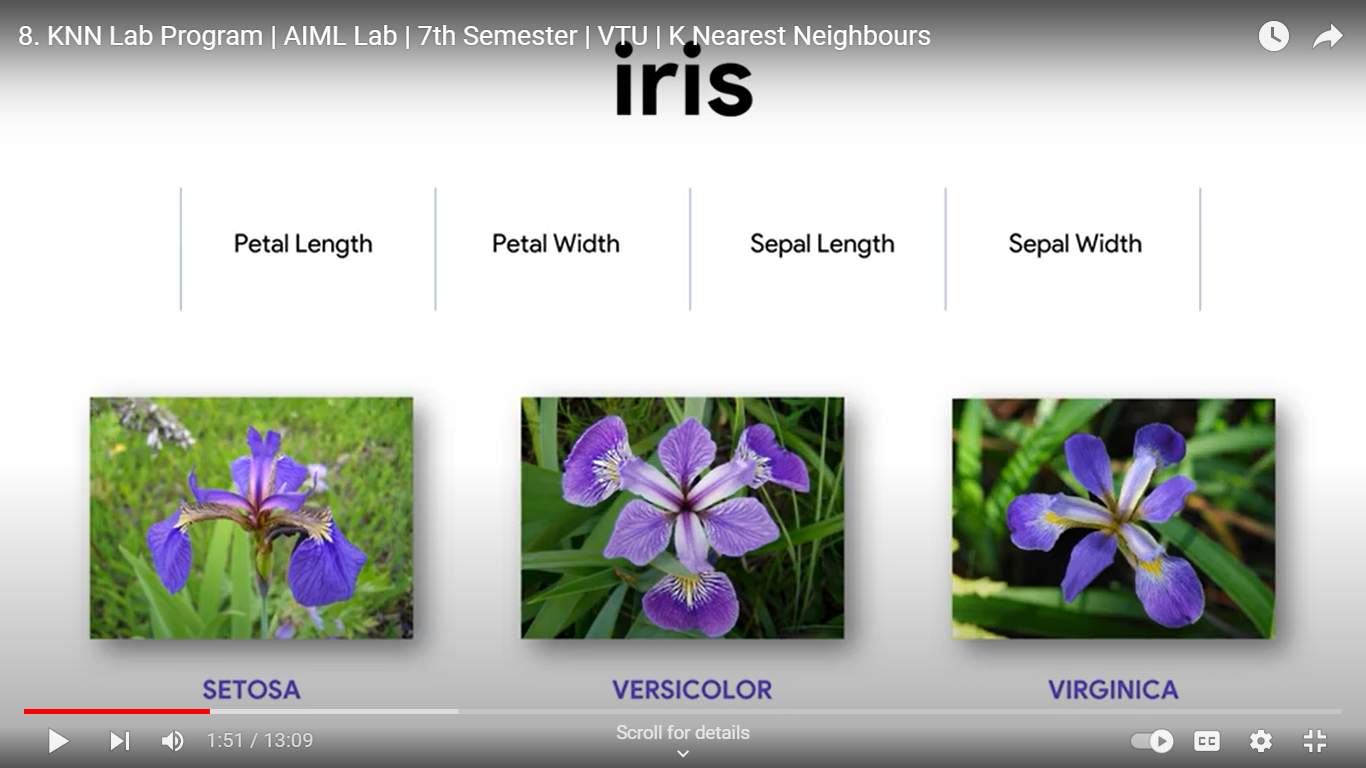 8. KNN Lab Program | AIML Lab | 7th Semester | VTU | K Nearest Neighbours
iris
Petal Length
Petal Width
Sepal Length
Sepal Width
SETOSA
VERSICOLOR
VIRGINICA
1:51 / 13:09
Scroll for details
CC